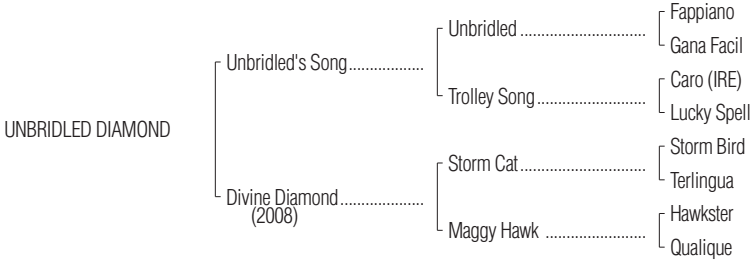 Fappiano
Unbridled ..............................
Gana Facil
Unbridled's Song..................
Caro (IRE)
Trolley Song..........................
Lucky Spell
UNBRIDLED DIAMOND
Storm Bird
Storm Cat..............................
Terlingua
Divine Diamond....................
(2008)
Hawkster
Maggy Hawk ........................
Qualique